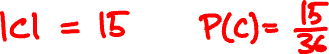 |C| = 15 P(C) = 15/36